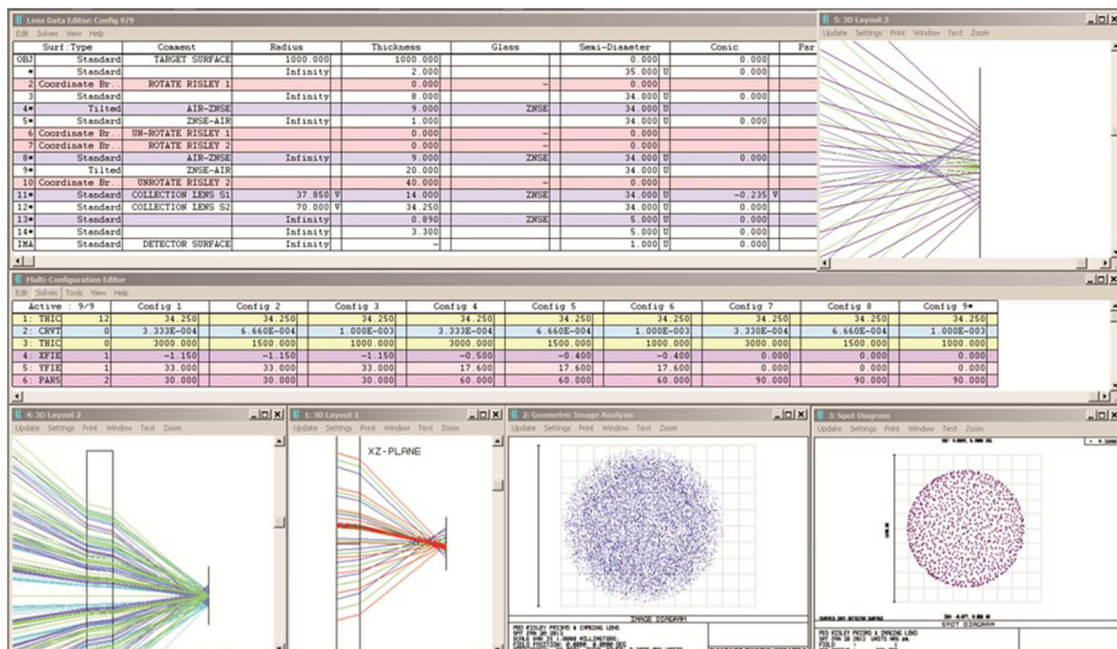 Lens Data Editor: Config 9/9
Edit Solves View Help
Surf:Type Comment Radius Thickness Glass Semi-Diameter Conic Par
OBJ Standard TARGET SURFACE 1000.000 1000.000 0.000 0.000
* Standard Infinity 2.000 35.000 U 0.000
2 Coordinate Br.. ROTATE RISLEY 1 0.000 - 0.000
3 Standard Infinity 8.000 34.000 U 0.000
4* Tilted AIR-ZNSE 9.000 ZNSE 34.000 U
5* Standard ZNSE-AIR Infinity 1.000 34.000 U 0.000
6 Coordinate Br.. UN-ROTATE RISLEY 1 0.000 - 0.000
7 Coordinate Br.. ROTATE RISLEY 2 0.000 - 0.000
8* Standard AIR-ZNSE Infinity 9.000 ZNSE 34.000 U 0.000
9* Tilted ZNSE-AIR 20.000 34.000 U
10 Coordinate Br.. UNROTATE RISLEY 2 40.000 - 0.000
11* Standard COLLECTION LENS S1 37.850 V 14.000 ZNSE 34.000 U -0.235 V
12* Standard COLLECTION LENS S2 70.000 V 34.250 34.000 U 0.000
13* Standard Infinity 0.890 ZNSE 5.000 U 0.000
14* Standard Infinity 3.300 5.000 U 0.000
IMA Standard DETECTOR SURFACE Infinity - 1.000 U 0.000
5: 3D Layout 3
Update Settings Print Window Text Zoom
Multi-Configuration Editor
Edit Solves Tools View Help
Active : 9/9 Config 1 Config 2 Config 3 Config 4 Config 5 Config 6 Config 7 Config 8 Config 9*
1: THIC 12 34.250 34.250 34.250 34.250 34.250 34.250 34.250 34.250 34.250
2: CRVT 0 3.333E-004 6.660E-004 1.000E-003 3.333E-004 6.660E-004 1.000E-003 3.330E-004 6.660E-004 1.000E-003
3: THIC 0 3000.000 1500.000 1000.000 3000.000 1500.000 1000.000 3000.000 1500.000 1000.000
4: XFIE 1 -1.150 -1.150 -1.150 -0.500 -0.400 -0.400 0.000 0.000 0.000
5: YFIE 1 33.000 33.000 33.000 17.600 17.600 17.600 0.000 0.000 0.000
6: PAR5 2 30.000 30.000 30.000 60.000 60.000 60.000 90.000 90.000 90.000
4: 3D Layout 2
Update Settings Print Window Text Zoom
1: 3D Layout 1
Update Settings Print Window Text Zoom
XZ-PLANE
2: Geometric Image Analysis
Update Settings Print Window Text Zoom
IMAGE DIAGRAM
PED RISLEY PRISMS & IMAGING LENS
3: Spot Diagram
Update Settings Print Window Text Zoom
SURFACE IMA: DETECTOR SURFACE
SPOT DIAGRAM
PED RISLEY PRISMS & IMAGING LENS